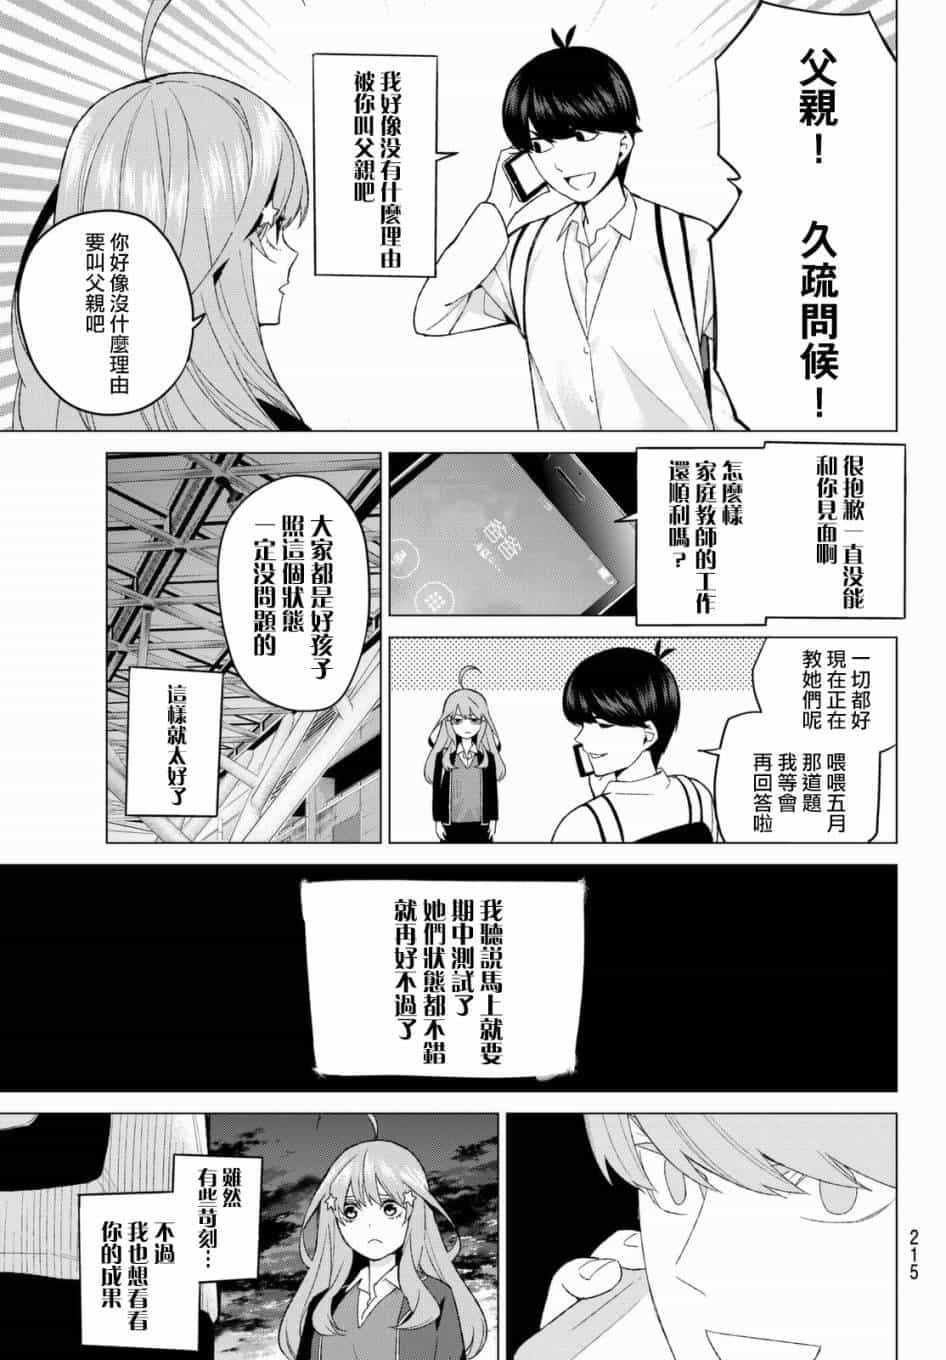 父親！
久疏問候！
我好像没有什麼理由
被你叫父親吧
你好像沒什麼理由
要叫父親吧
很抱歉一直没能
和你見面啊
怎麼樣
家庭教師的工作
還順利嗎？
爸爸
一切都好
現在正在
教她們呢
喂喂五月
那道題
我等會
再回答啦
大家都是好孩子
照這個狀態
一定没問題的
這樣就太好了
我聽説馬上就要
期中測試了
她們狀態都不錯
就再好不過了
雖然
有些苛刻…
不過
我也想看看
你的成果
215